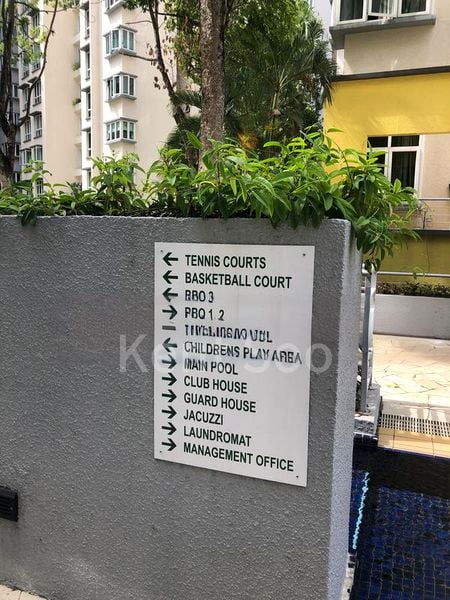 ← TENNIS COURTS
← BASKETBALL COURT
← BBQ 3
→ PBQ 1, 2
← CHILDRENS PLAY AREA
→ MAIN POOL
→ CLUB HOUSE
→ GUARD HOUSE
→ JACUZZI
→ LAUNDROMAT
→ MANAGEMENT OFFICE